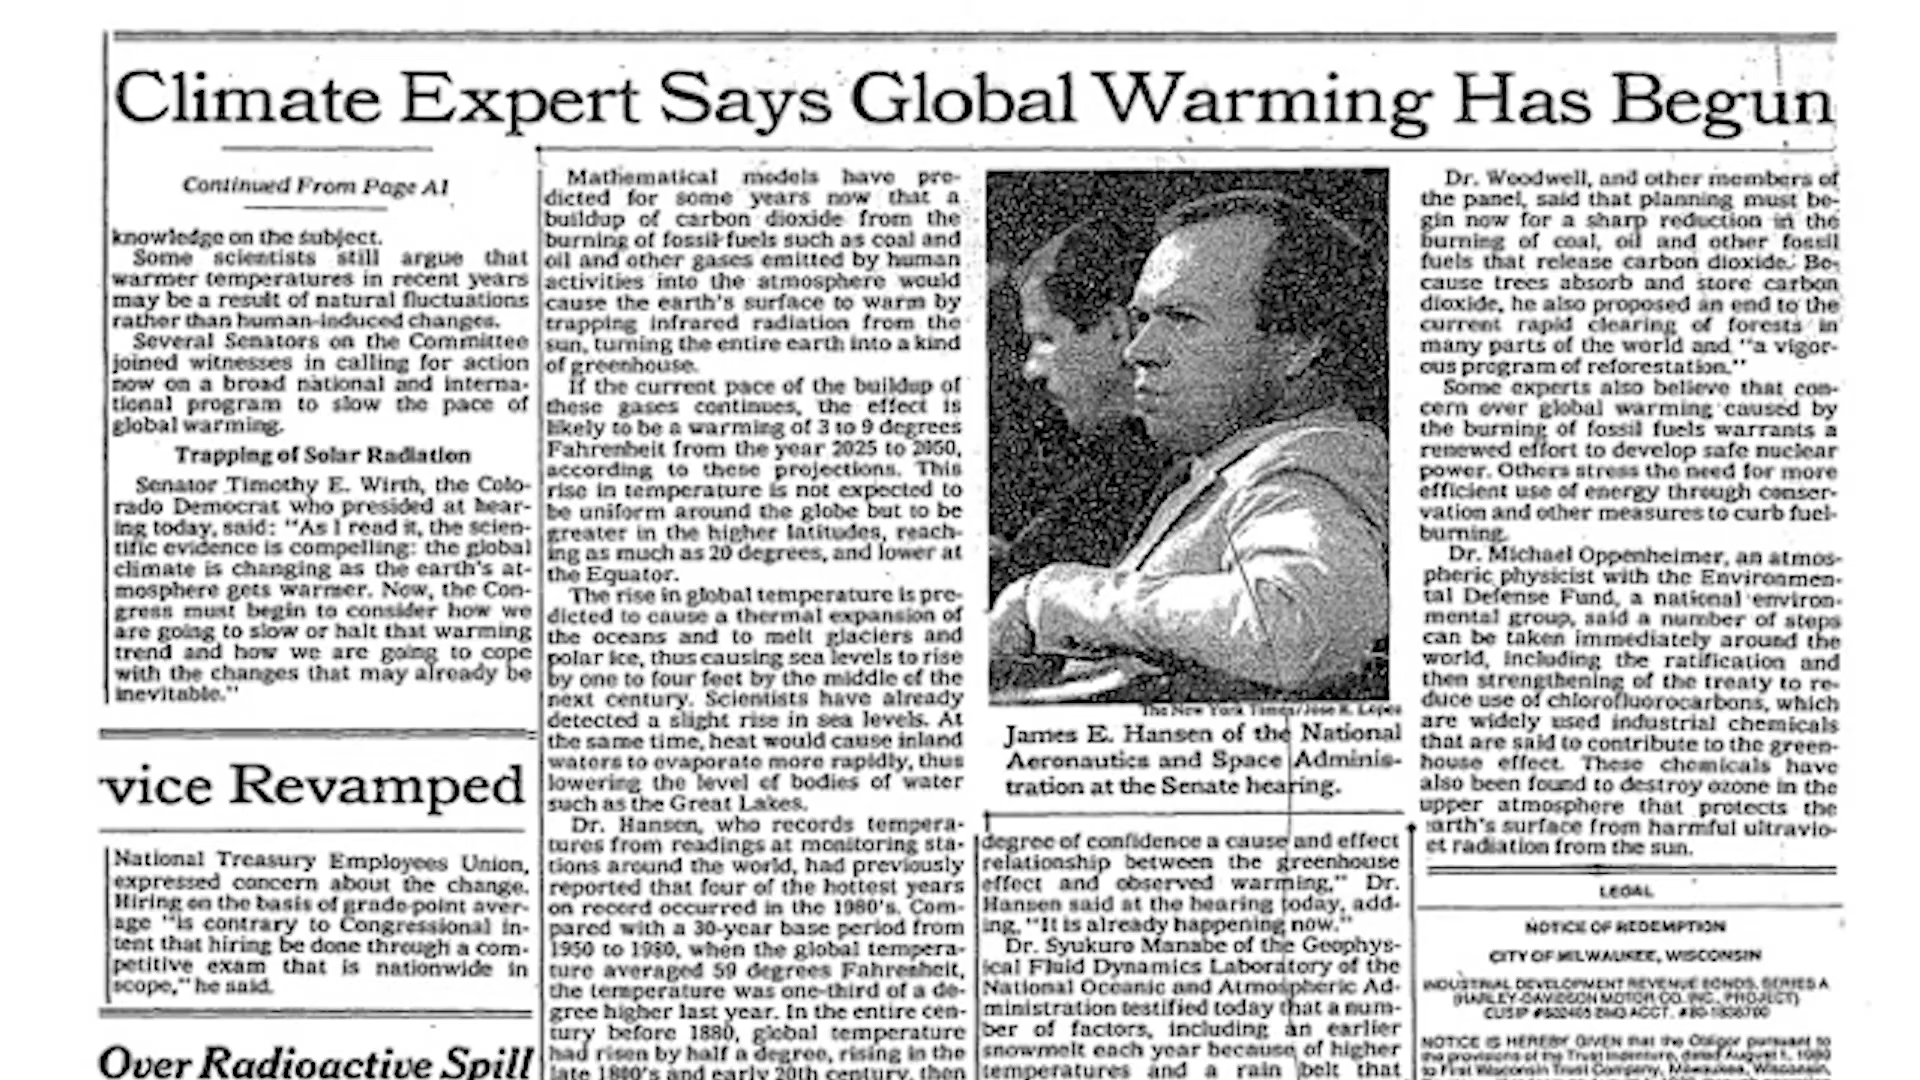 Climate Expert Says Global Warming Has Begun
Continued From Page A1
knowledge on the subject.
Some scientists still argue that
warmer temperatures in recent years
may be a result of natural fluctuations
rather than human-induced changes.
Several Senators on the Committee
joined witnesses in calling for action
now on a broad national and interna-
tional program to slow the pace of
global warming.
Trapping of Solar Radiation
Senator Timothy E. Wirth, the Colo-
rado Democrat who presided at hear-
ing today, said: "As I read it, the scien-
tific evidence is compelling: the global
climate is changing as the earth's at-
mosphere gets warmer. Now, the Con-
gress must begin to consider how we
are going to slow or halt that warming
trend and how we are going to cope
with the changes that may already be
inevitable."
vice Revamped
National Treasury Employees Union,
expressed concern about the change.
Hiring on the basis of grade-point aver-
age "is contrary to Congressional in-
tent that hiring be done through a com-
petitive exam that is nationwide in
scope," he said.
Over Radioactive Spill
Mathematical models have pre-
dicted for some years now that a
buildup of carbon dioxide from the
burning of fossil fuels such as coal and
oil and other gases emitted by human
activities into the atmosphere would
cause the earth's surface to warm by
trapping infrared radiation from the
sun, turning the entire earth into a kind
of greenhouse.
If the current pace of the buildup of
these gases continues, the effect is
likely to be a warming of 3 to 9 degrees
Fahrenheit from the year 2025 to 2050,
according to these projections. This
rise in temperature is not expected to
be uniform around the globe but to be
greater in the higher latitudes, reach-
ing as much as 20 degrees, and lower at
the Equator.
The rise in global temperature is pre-
dicted to cause a thermal expansion of
the oceans and to melt glaciers and
polar ice, thus causing sea levels to rise
by one to four feet by the middle of the
next century. Scientists have already
detected a slight rise in sea levels. At
the same time, heat would cause inland
waters to evaporate more rapidly, thus
lowering the level of bodies of water
such as the Great Lakes.
Dr. Hansen, who records tempera-
tures from readings at monitoring sta-
tions around the world, had previously
reported that four of the hottest years
on record occurred in the 1980's. Com-
pared with a 30-year base period from
1950 to 1980, when the global tempera-
ture averaged 59 degrees Fahrenheit,
the temperature was one-third of a de-
gree higher last year. In the entire cen-
tury before 1880, global temperature
had risen by half a degree, rising in the
late 1800's and early 20th century, then
The New York Times/Jose R. Lopez
James E. Hansen of the National
Aeronautics and Space Adminis-
tration at the Senate hearing.
degree of confidence a cause and effect
relationship between the greenhouse
effect and observed warming," Dr.
Hansen said at the hearing today, add-
ing, "It is already happening now."
Dr. Syukuro Manabe of the Geophys-
ical Fluid Dynamics Laboratory of the
National Oceanic and Atmospheric Ad-
ministration testified today that a num-
ber of factors, including an earlier
snowmelt each year because of higher
temperatures and a rain belt that
Dr. Woodwell, and other members of
the panel, said that planning must be-
gin now for a sharp reduction in the
burning of coal, oil and other fossil
fuels that release carbon dioxide. Be-
cause trees absorb and store carbon
dioxide, he also proposed an end to the
current rapid clearing of forests in
many parts of the world and "a vigor-
ous program of reforestation."
Some experts also believe that con-
cern over global warming caused by
the burning of fossil fuels warrants a
renewed effort to develop safe nuclear
power. Others stress the need for more
efficient use of energy through conser-
vation and other measures to curb fuel-
burning.
Dr. Michael Oppenheimer, an atmos-
pheric physicist with the Environmen-
tal Defense Fund, a national environ-
mental group, said a number of steps
can be taken immediately around the
world, including the ratification and
then strengthening of the treaty to re-
duce use of chlorofluorocarbons, which
are widely used industrial chemicals
that are said to contribute to the green-
house effect. These chemicals have
also been found to destroy ozone in the
upper atmosphere that protects the
earth's surface from harmful ultravio-
et radiation from the sun.
LEGAL
NOTICE OF REDEMPTION
CITY OF MILWAUKEE, WISCONSIN
INDUSTRIAL DEVELOPMENT REVENUE BONDS, SERIES A
(HARLEY-DAVIDSON MOTOR CO. INC., PROJECT)
CUSIP ACCT.
NOTICE IS HEREBY GIVEN that the Obligor pursuant to
the provisions of the Trust Indenture, dated August 1, 1980
to First Wisconsin Trust Company, Milwaukee, Wisconsin,